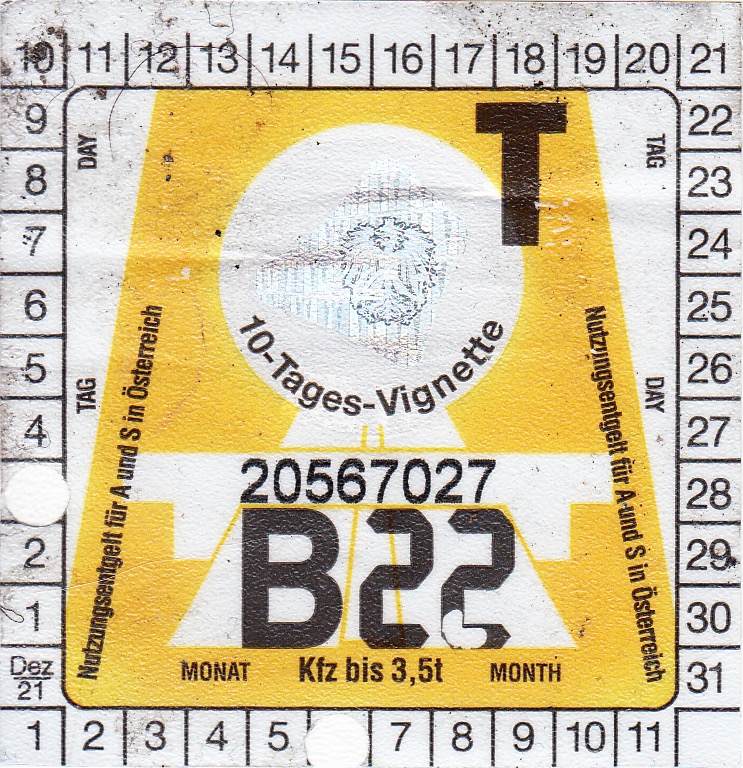 10 11 12 13 14 15 16 17 18 19 20 21
9 22
8 23
7 24
6 25
5 26
4 27
28
2 29
1 30
Dez
21
31
1 2 3 4 5 7 8 9 10 11
DAY
TAG
TAG
DAY
T
10-Tages-Vignette
Nutzungsentgelt für A und S in Österreich
Nutzungsentgelt für A und S in Österreich
20567027
B22
MONAT Kfz bis 3,5t MONTH